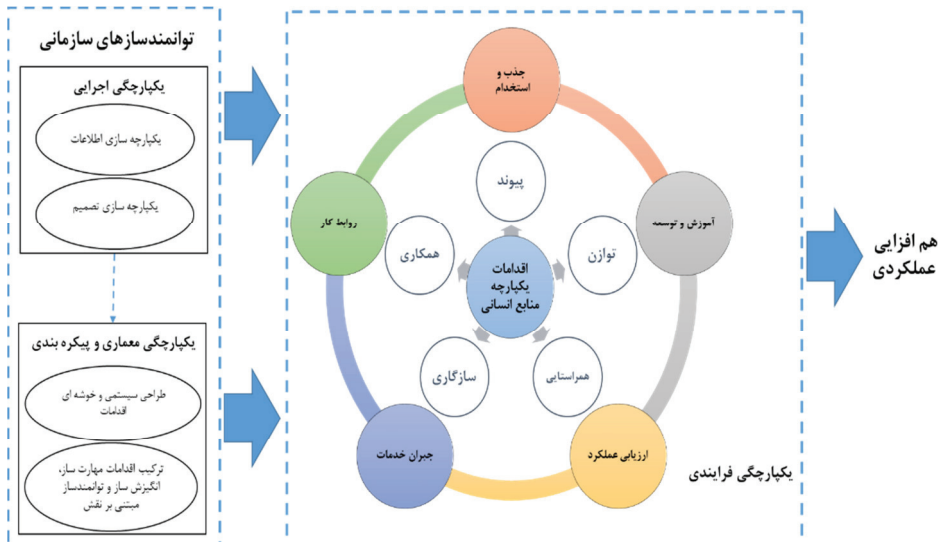 توانمندسازهای سازمانی
یکپارچگی اجرایی
یکپارچه سازی اطلاعات
یکپارچه سازی تصمیم
یکپارچگی معماری و پیکره بندی
طراحی سیستمی و خوشه ای
اقدامات
ترکیب اقدامات مهارت ساز،
انگیزش ساز و توانمندساز
مبتنی بر نقش
جذب و
استخدام
آموزش و توسعه
ارزیابی عملکرد
جبران خدمات
روابط کار
پیوند
توازن
همراستایی
سازگاری
همکاری
اقدامات
یکپارچه
منابع انسانی
یکپارچگی فرایندی
هم افزایی
عملکردی